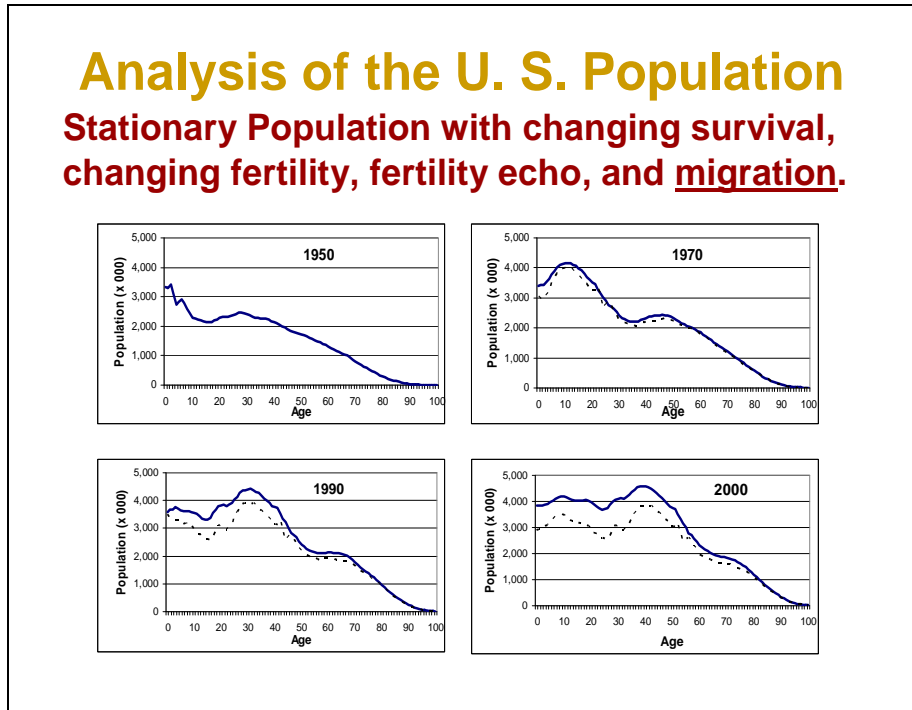 Analysis of the U. S. Population
Stationary Population with changing survival,
changing fertility, fertility echo, and migration.
1950
Population (x 000)
5,000
4,000
3,000
2,000
1,000
0
0 10 20 30 40 50 60 70 80 90 100
Age
1970
Population (x 000)
5,000
4,000
3,000
2,000
1,000
0
0 10 20 30 40 50 60 70 80 90 100
Age
1990
Population (x 000)
5,000
4,000
3,000
2,000
1,000
0
0 10 20 30 40 50 60 70 80 90 100
Age
2000
Population (x 000)
5,000
4,000
3,000
2,000
1,000
0
0 10 20 30 40 50 60 70 80 90 100
Age